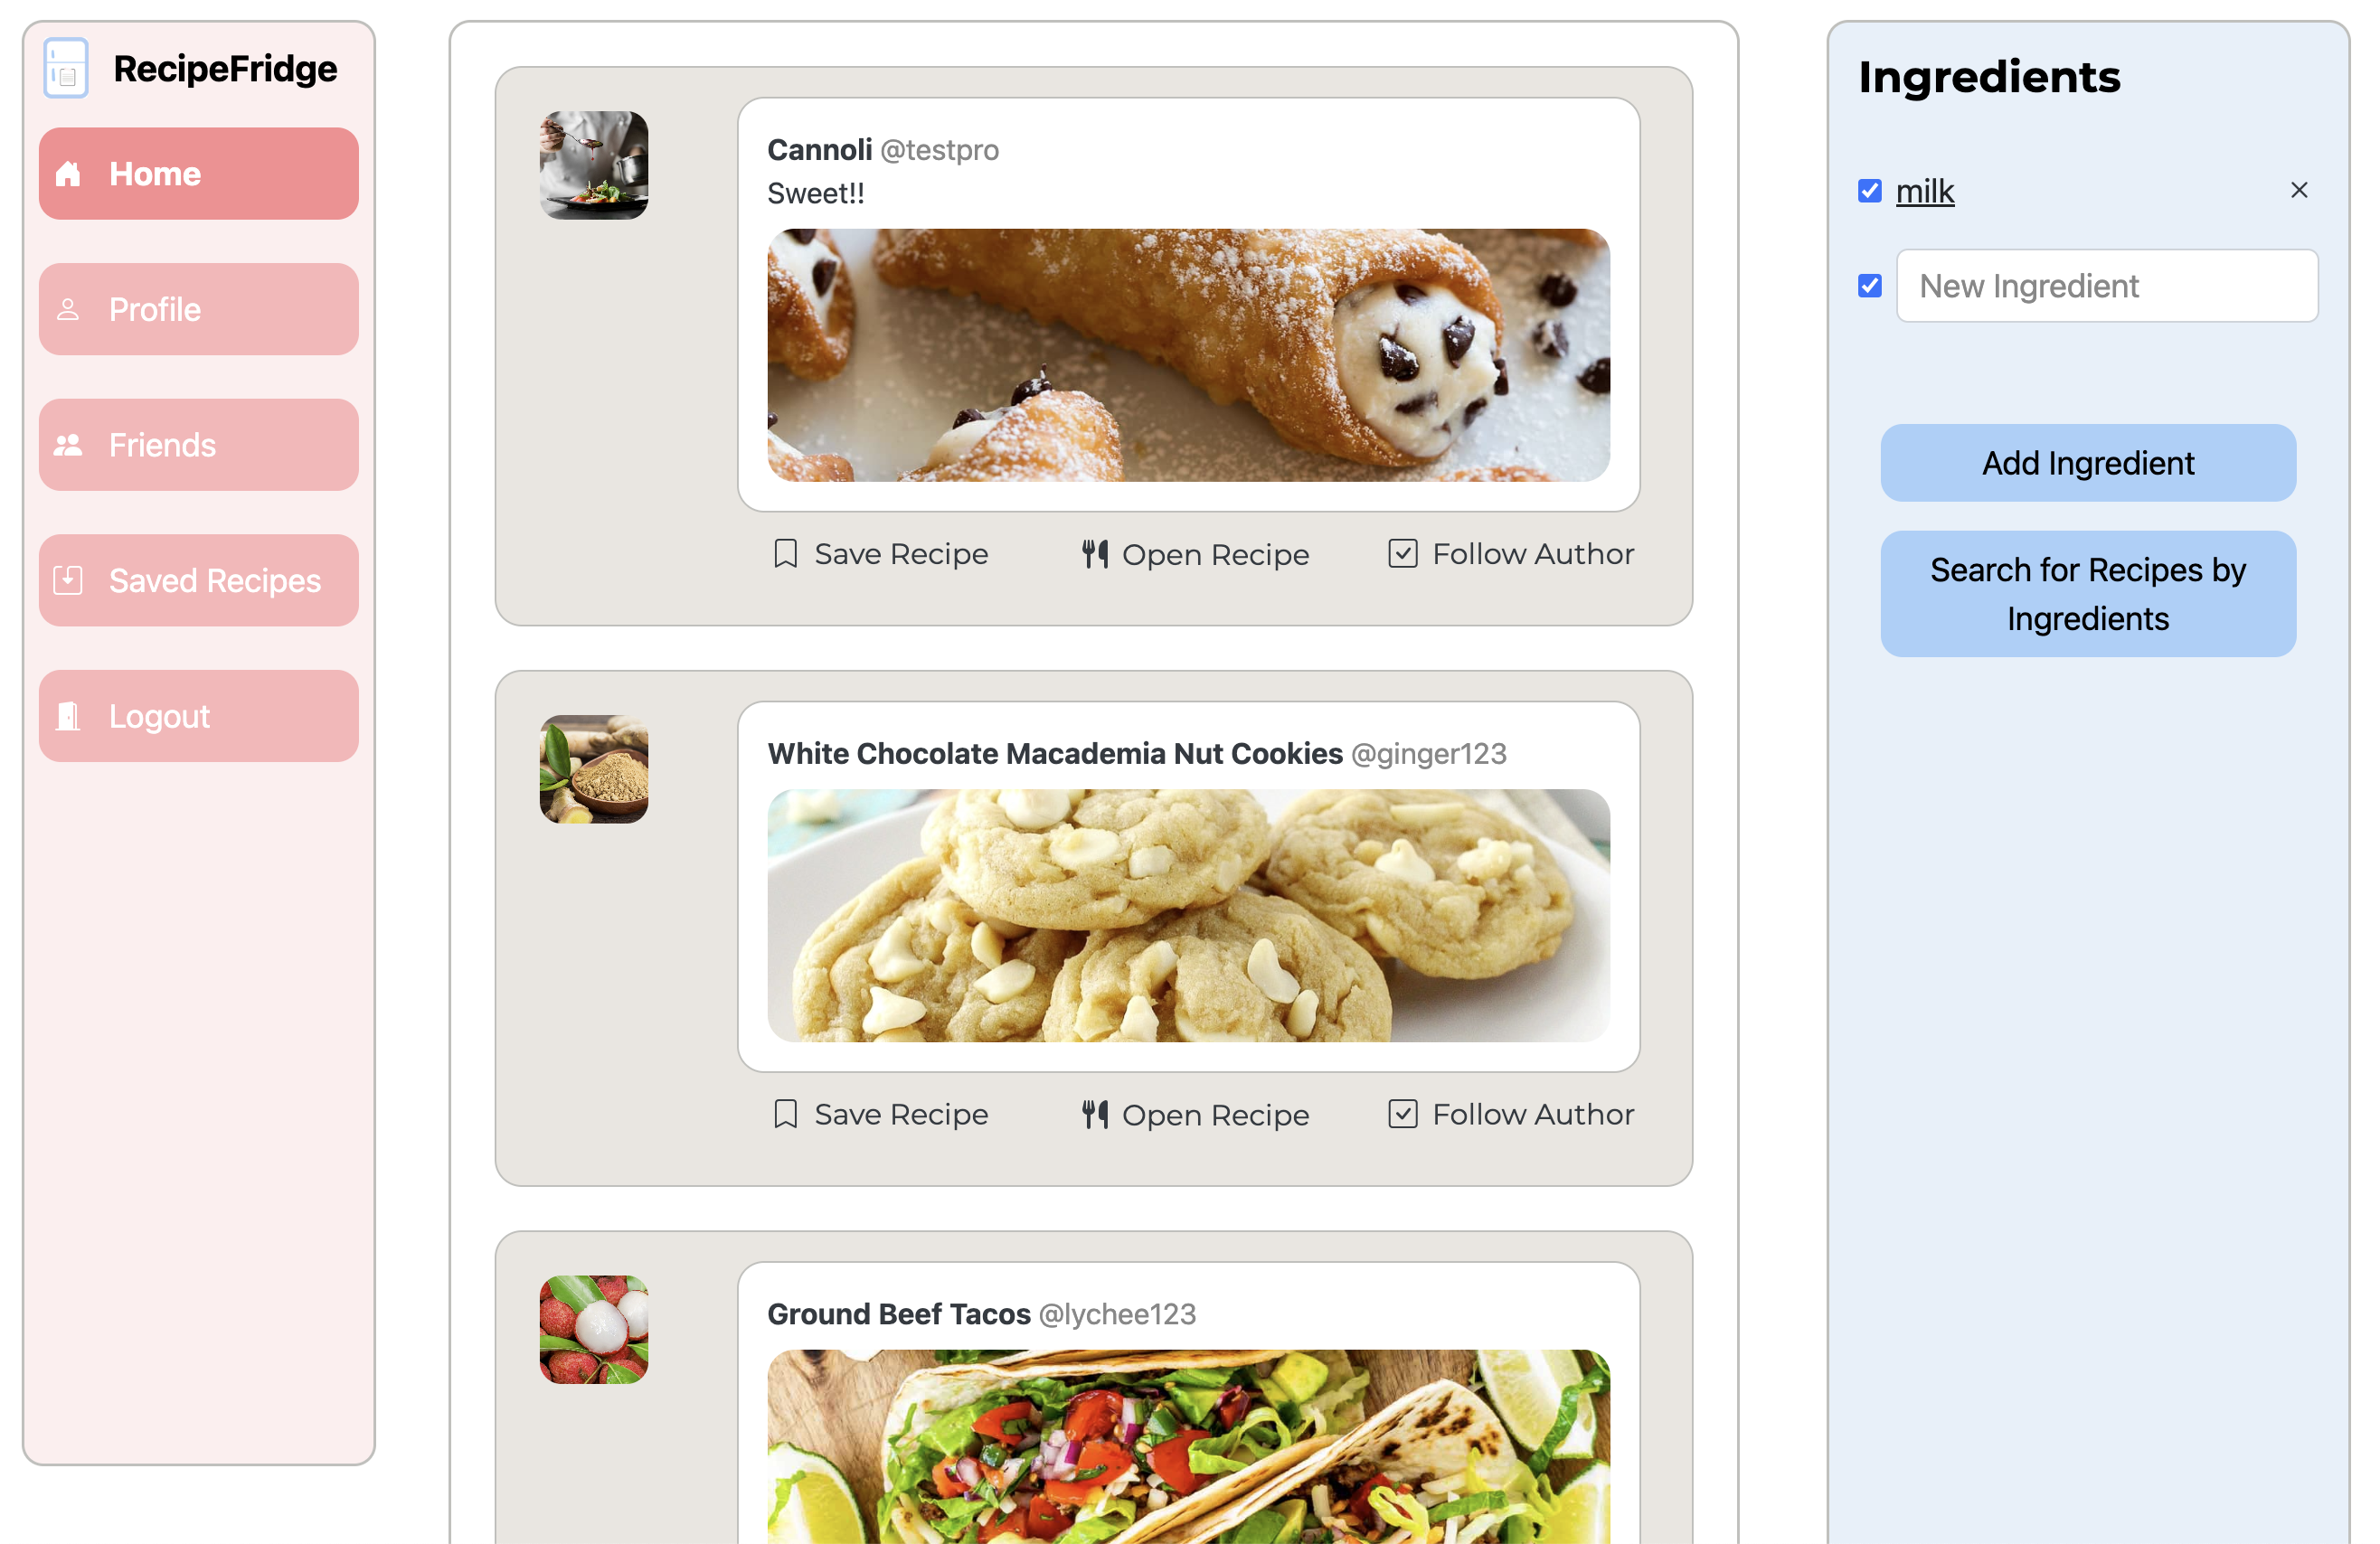 RecipeFridge
Home
Profile
Friends
Saved Recipes
Logout
Cannoli @testpro
Sweet!!
Save Recipe
Open Recipe
Follow Author
White Chocolate Macademia Nut Cookies @ginger123
Save Recipe
Open Recipe
Follow Author
Ground Beef Tacos @lychee123
Ingredients
milk
New Ingredient
Add Ingredient
Search for Recipes by
Ingredients